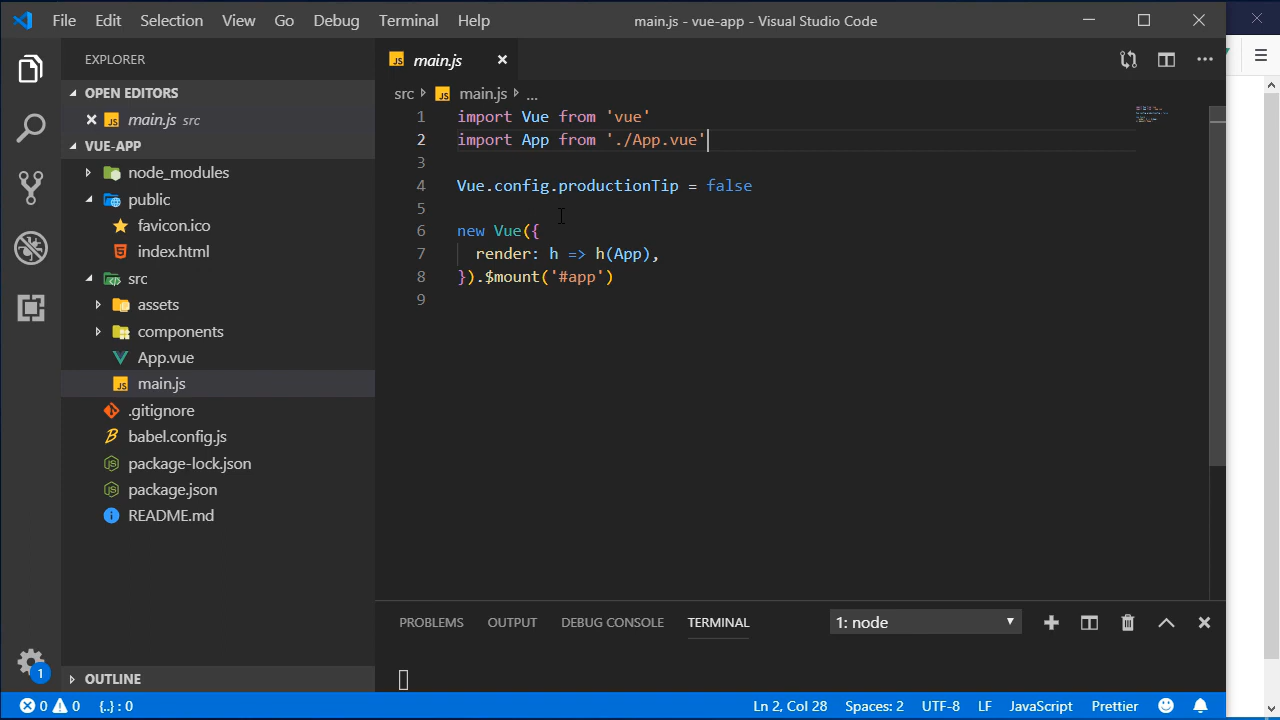 File Edit Selection View Go Debug Terminal Help main.js - vue-app - Visual Studio Code
EXPLORER
OPEN EDITORS
JS main.js src
VUE-APP
node_modules
public
favicon.ico
index.html
src
assets
components
App.vue
JS main.js
.gitignore
babel.config.js
package-lock.json
package.json
README.md
OUTLINE
JS main.js
src JS main.js ...
1 import Vue from 'vue'
2 import App from './App.vue'
3
4 Vue.config.productionTip = false
5
6 new Vue({
7 render: h => h(App),
8 }).$mount('#app')
9
PROBLEMS OUTPUT DEBUG CONSOLE TERMINAL 1: node
1
0 0 {..} : 0 Ln 2, Col 28 Spaces: 2 UTF-8 LF JavaScript Prettier